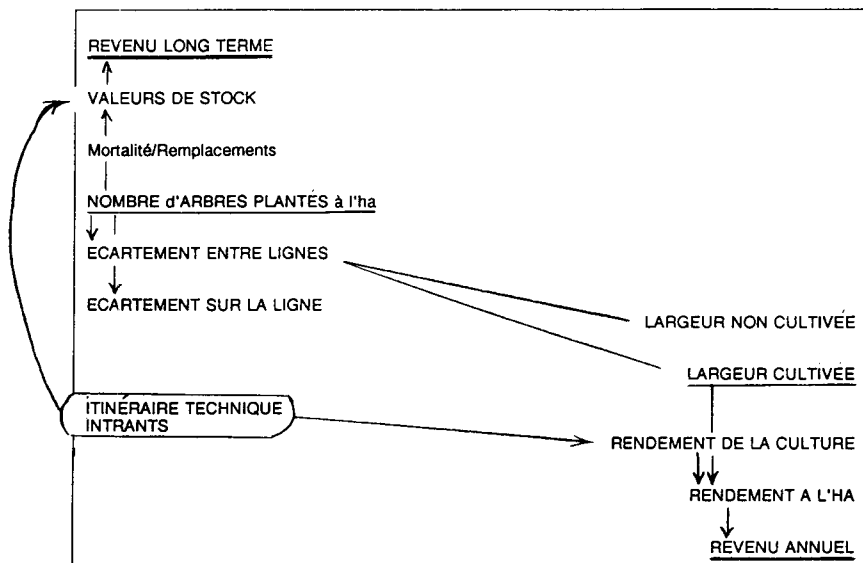 REVENU LONG TERME
VALEURS DE STOCK
Mortalité/Remplacements
NOMBRE d'ARBRES PLANTÉS à l'ha
ECARTEMENT ENTRE LIGNES
ECARTEMENT SUR LA LIGNE
LARGEUR NON CULTIVÉE
LARGEUR CULTIVÉE
ITINÉRAIRE TECHNIQUE
INTRANTS
RENDEMENT DE LA CULTURE
RENDEMENT A L'HA
REVENU ANNUEL